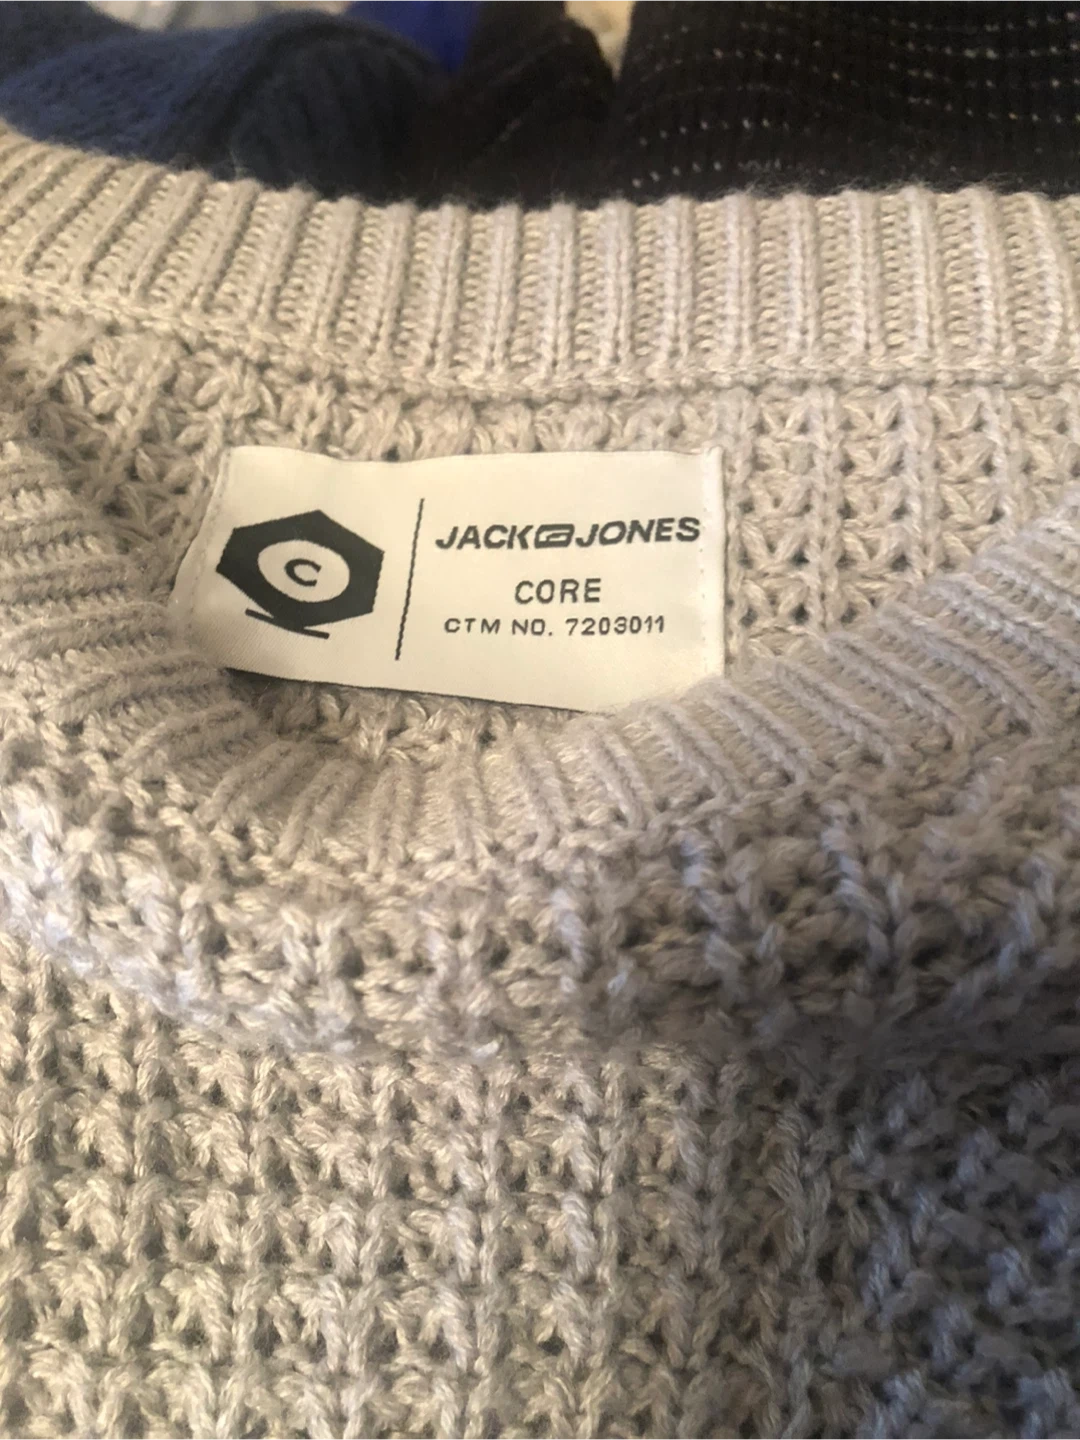 C
JACK&JONES
CORE
CTM NO. 7203011